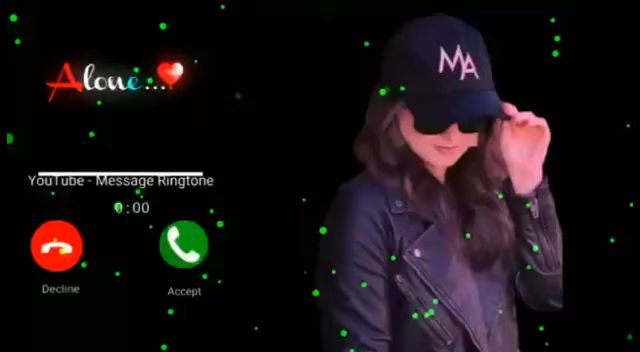 Alone...
MA
YouTube - Message Ringtone
0:00
Decline
Accept